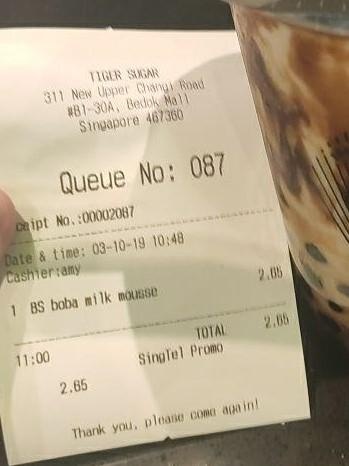 TIGER SUGAR
311 New Upper Changi Road
#B1-30A, Bedok Mall
Singapore 467360
Queue No: 087
ceipt No.:00002087
Date & time: 03-10-19 10:48
Cashier:amy
1 BS boba milk mousse 2.65
TOTAL 2.65
11:00 SingTel Promo
2.65
Thank you, please come again!